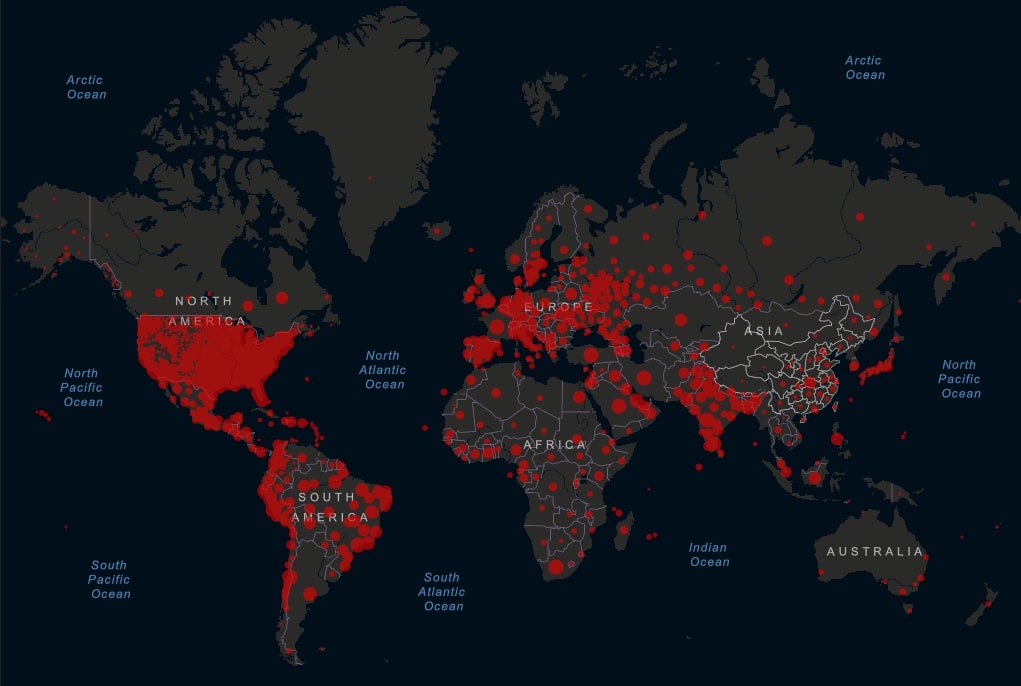 Arctic
Ocean
Arctic
Ocean
NORTH
AMERICA
EUROPE
ASIA
North
Pacific
Ocean
North
Atlantic
Ocean
North
Pacific
Ocean
AFRICA
SOUTH
AMERICA
AUSTRALIA
South
Pacific
Ocean
South
Atlantic
Ocean
Indian
Ocean